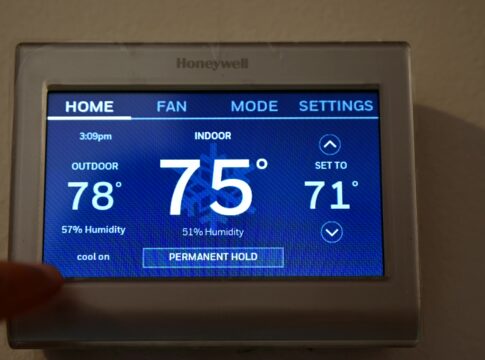 Honeywell
HOME FAN MODE SETTINGS
3:09pm
INDOOR
OUTDOOR
SET TO
78° 75° 71°
57% Humidity
51% Humidity
cool on
PERMANENT HOLD